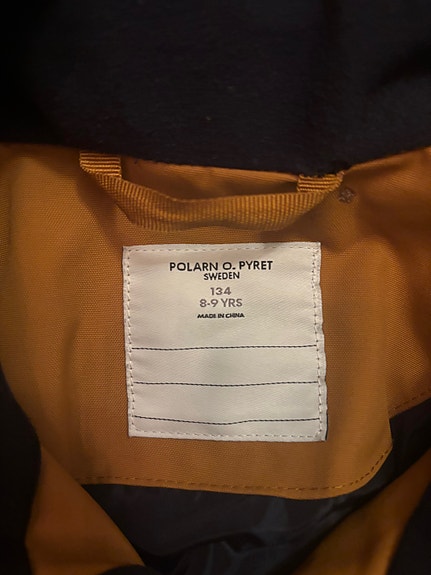 POLARN O. PYRET
SWEDEN
134
8-9 YRS
MADE IN CHINA